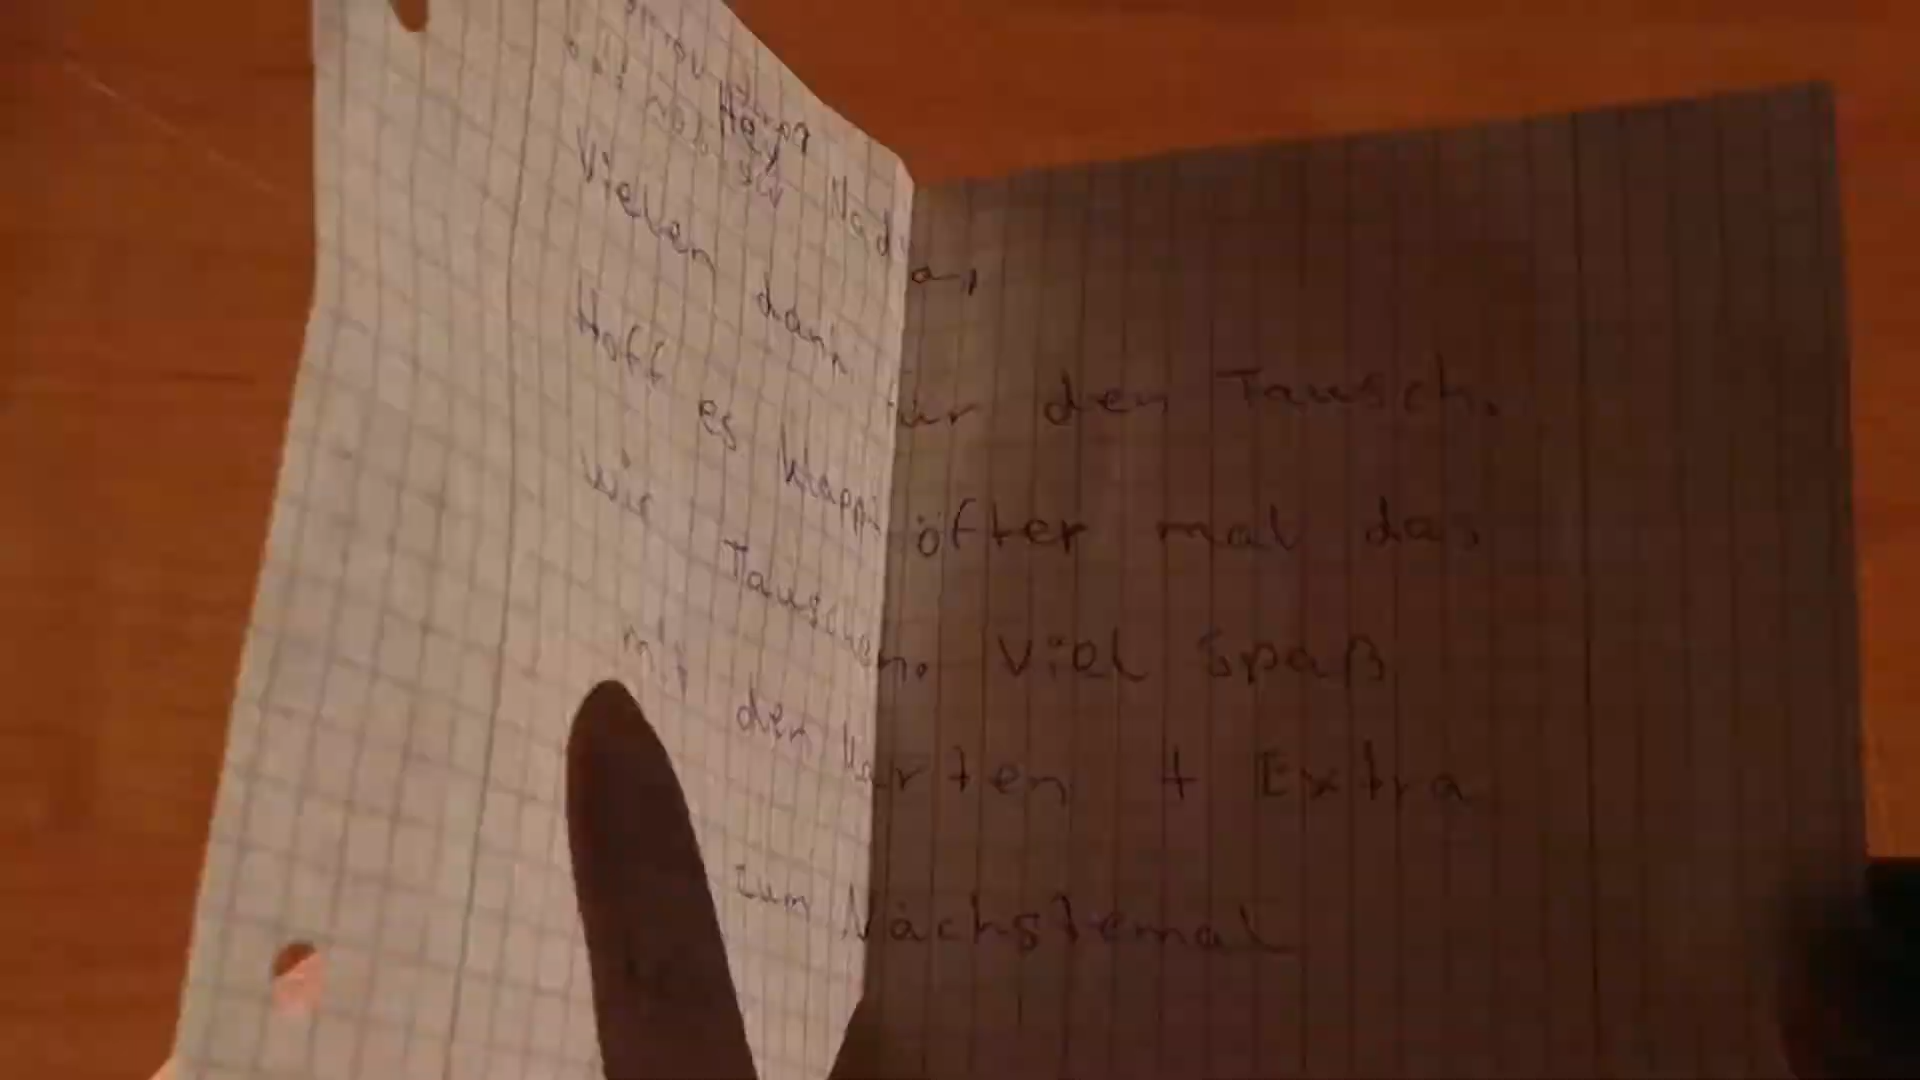 Hey Nadja,
Vielen dank für den Tausch.
Hoff es klappt öfter mal das
wir Tauschen. Viel Spaß
mit den Karten + Extra
zum Nächstemal